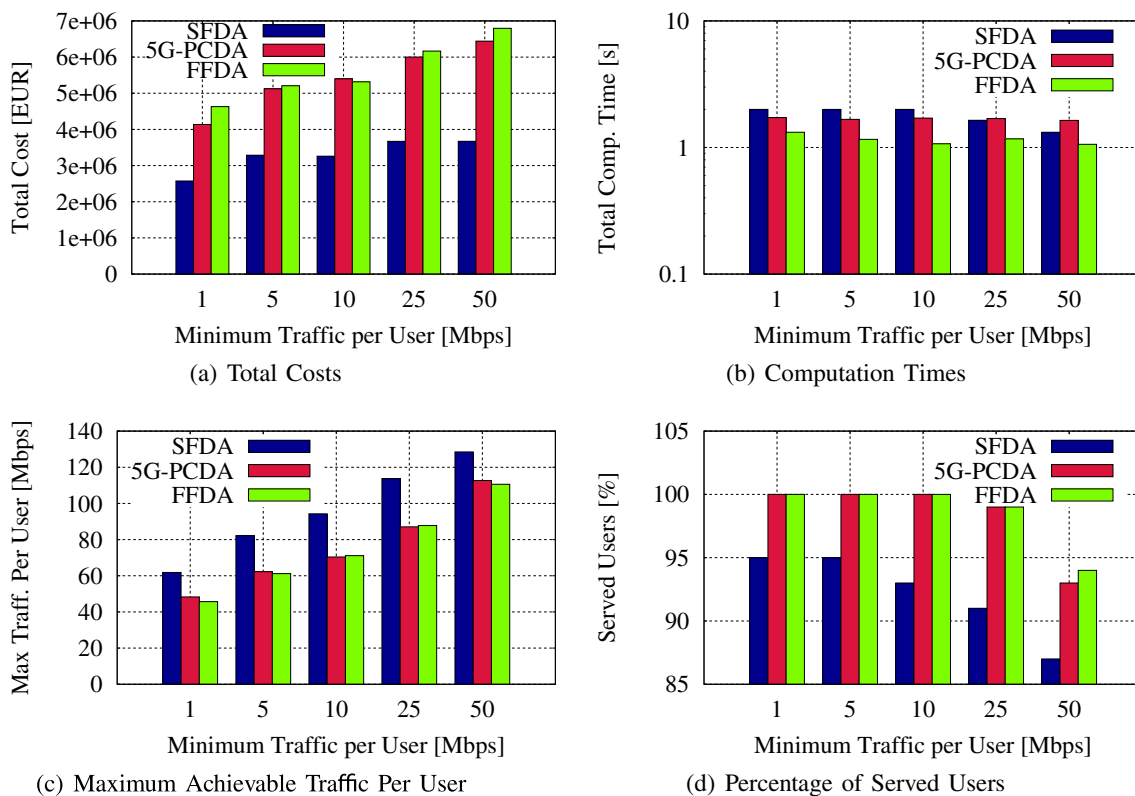 7e+06
6e+06
5e+06
4e+06
3e+06
2e+06
1e+06
0
Total Cost [EUR]
SFDA
5G-PCDA
FFDA
1 5 10 25 50
Minimum Traffic per User [Mbps]
(a) Total Costs
10
1
0.1
Total Comp. Time [s]
SFDA
5G-PCDA
FFDA
1 5 10 25 50
Minimum Traffic per User [Mbps]
(b) Computation Times
140
120
100
80
60
40
20
0
Max Traff. Per User [Mbps]
SFDA
5G-PCDA
FFDA
1 5 10 25 50
Minimum Traffic per User [Mbps]
(c) Maximum Achievable Traffic Per User
105
100
95
90
85
Served Users [%]
SFDA
5G-PCDA
FFDA
1 5 10 25 50
Minimum Traffic per User [Mbps]
(d) Percentage of Served Users